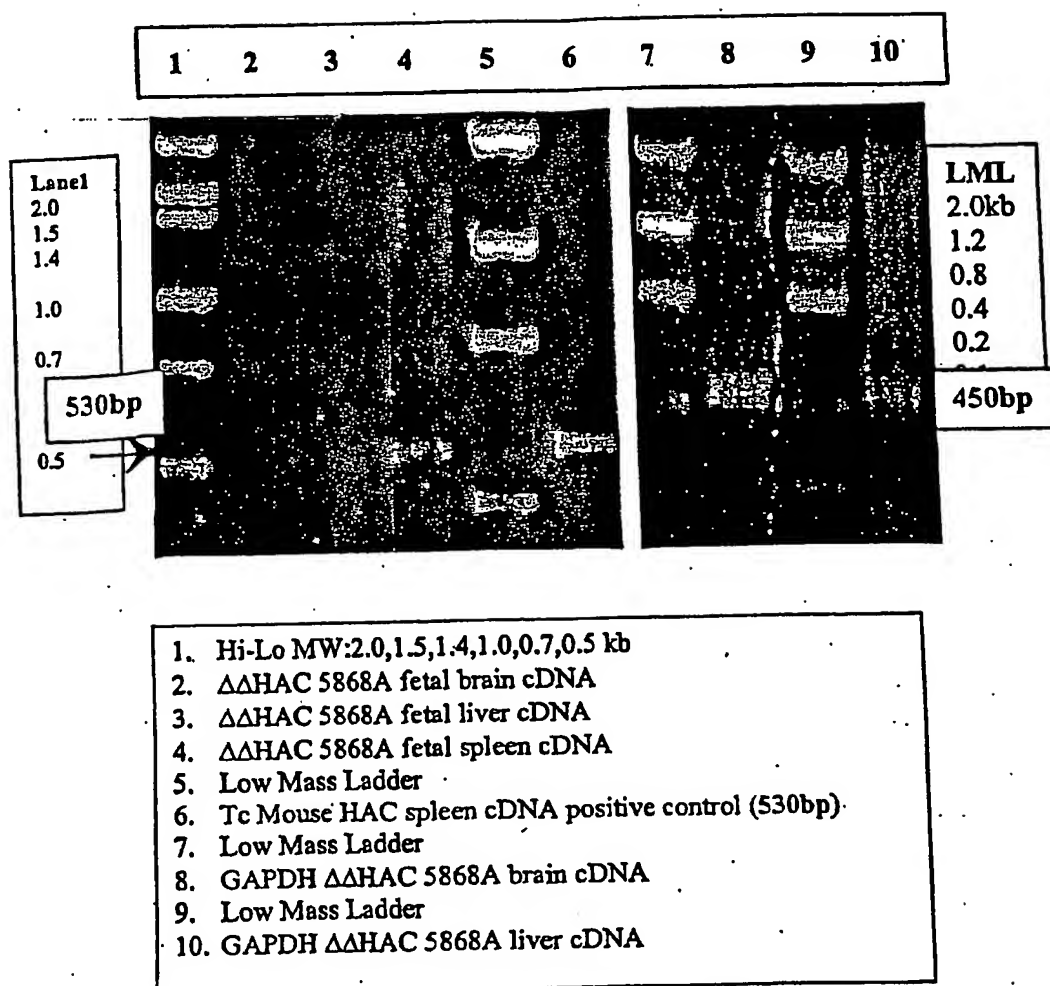 1 2 3 4 5 6 7 8 9 10
Lane1
2.0
1.5
1.4
1.0
0.7
530bp
0.5
LML
2.0kb
1.2
0.8
0.4
0.2
450bp
1. Hi-Lo MW:2.0,1.5,1.4,1.0,0.7,0.5 kb
2. ΔΔHAC 5868A fetal brain cDNA
3. ΔΔHAC 5868A fetal liver cDNA
4. ΔΔHAC 5868A fetal spleen cDNA
5. Low Mass Ladder
6. Tc Mouse HAC spleen cDNA positive control (530bp)
7. Low Mass Ladder
8. GAPDH ΔΔHAC 5868A brain cDNA
9. Low Mass Ladder
10. GAPDH ΔΔHAC 5868A liver cDNA